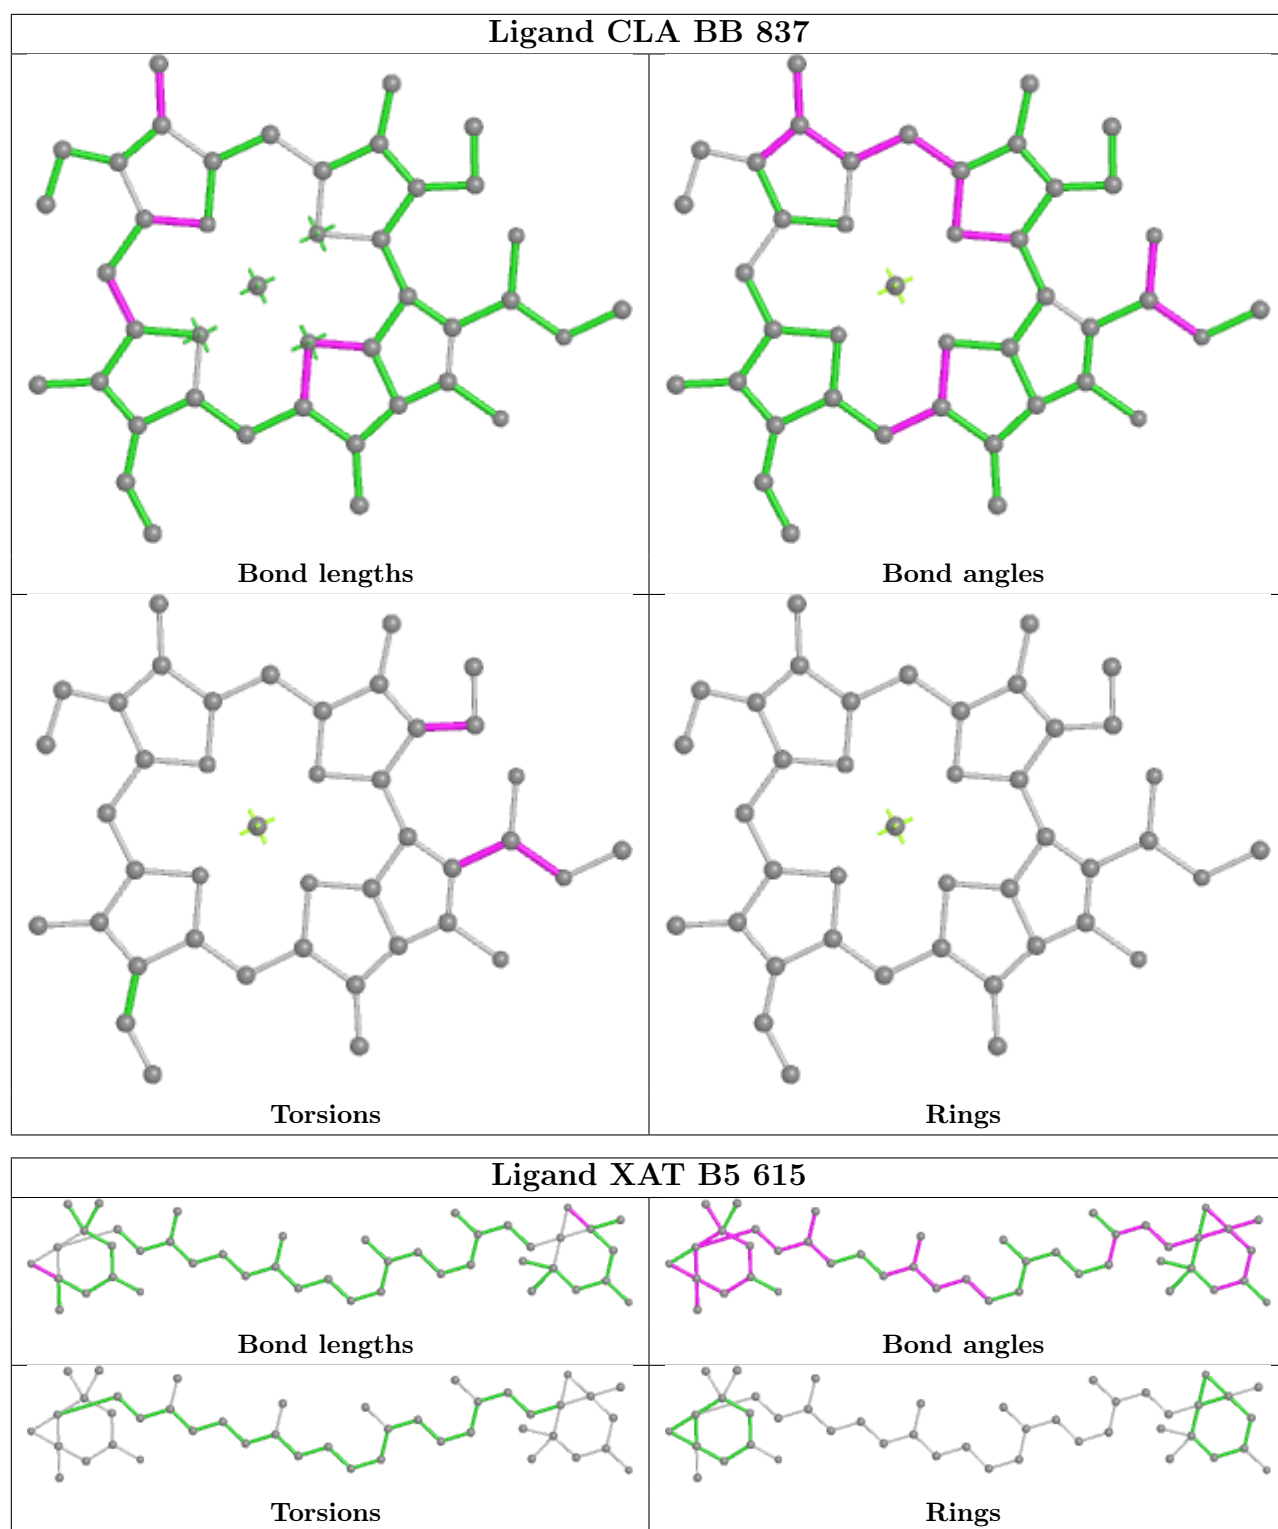 Ligand CLA BB 837
Bond lengths
Bond angles
Torsions
Rings
Ligand XAT B5 615
Bond lengths
Bond angles
Torsions
Rings